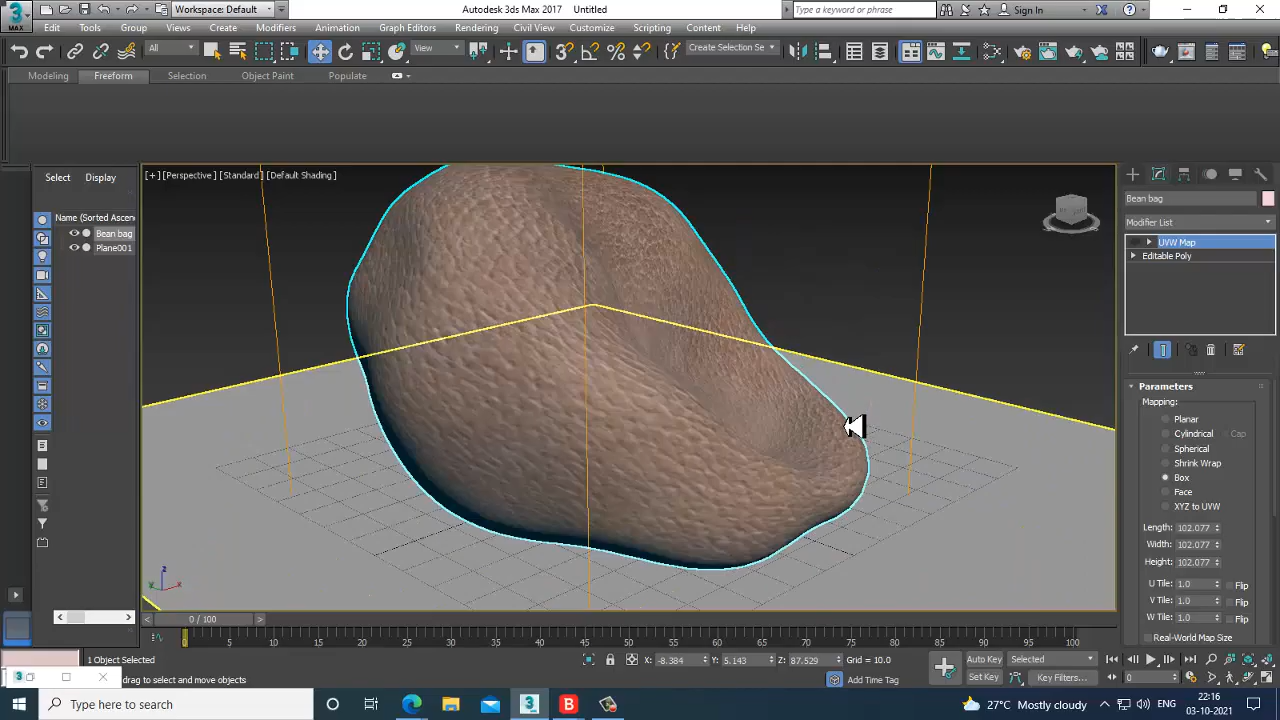 MAX
Workspace: Default
Autodesk 3ds Max 2017 Untitled
Type a keyword or phrase
Sign In
Edit Tools Group Views Create Modifiers Animation Graph Editors Rendering Civil View Customize Scripting Content Help
All View Create Selection Se
Modeling Freeform Selection Object Paint Populate
Select Display
[+] [Perspective] [Standard] [Default Shading]
Name (Sorted Ascen
Bean bag
Plane001
Bean bag
Modifier List
UVW Map
Editable Poly
Parameters
Mapping:
Planar
Cylindrical Cap
Spherical
Shrink Wrap
Box
Face
XYZ to UVW
Length: 102.077
Width: 102.077
Height: 102.077
U Tile: 1.0 Flip
V Tile: 1.0 Flip
W Tile: 1.0 Flip
Real-World Map Size
z
y x
0 / 100
0 5 10 15 20 25 30 35 40 45 50 55 60 65 70 75 80 85 90 95 100
1 Object Selected
X: -8.384 Y: 5.143 Z: 87.529 Grid = 10.0
Auto Key Selected
drag to select and move objects
Add Time Tag
Set Key Key Filters...
0
Type here to search
27°C Mostly cloudy
ENG
22:16
03-10-2021